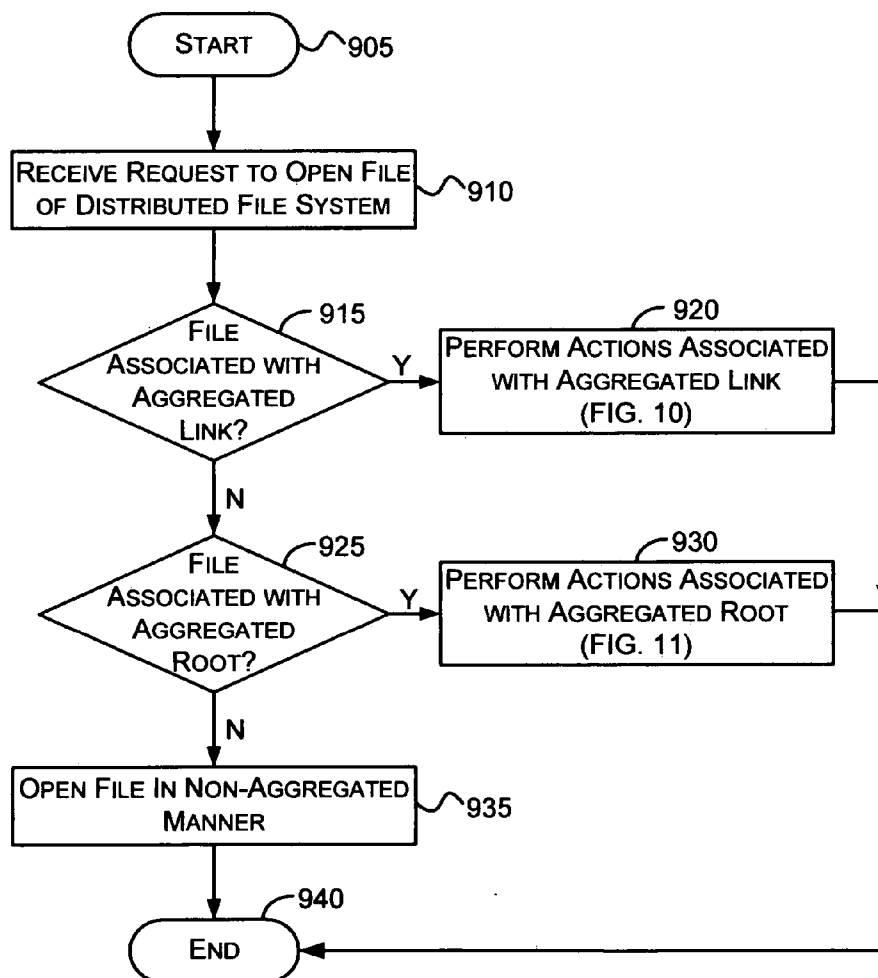 START
905
RECEIVE REQUEST TO OPEN FILE
OF DISTRIBUTED FILE SYSTEM
910
FILE
ASSOCIATED WITH
AGGREGATED
LINK?
915
Y
N
920
PERFORM ACTIONS ASSOCIATED
WITH AGGREGATED LINK
(FIG. 10)
FILE
ASSOCIATED WITH
AGGREGATED
ROOT?
925
Y
N
930
PERFORM ACTIONS ASSOCIATED
WITH AGGREGATED ROOT
(FIG. 11)
OPEN FILE IN NON-AGGREGATED
MANNER
935
940
END